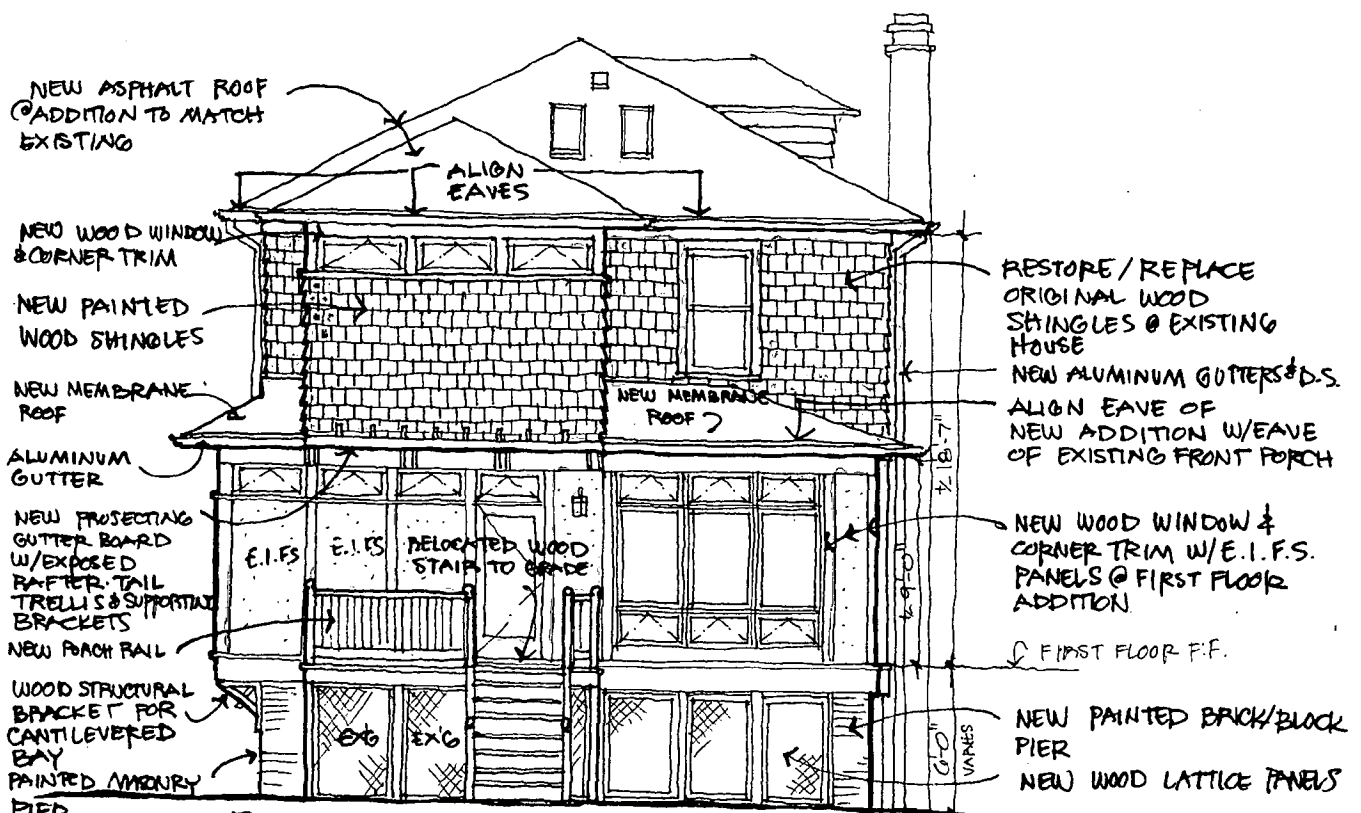 NEW ASPHALT ROOF
@ ADDITION TO MATCH
EXISTING
ALIGN
EAVES
NEW WOOD WINDOW
& CORNER TRIM
NEW PAINTED
WOOD SHINGLES
NEW MEMBRANE
ROOF
ALUMINUM
GUTTER
NEW PROJECTING
GUTTER BOARD
W/EXPOSED
RAFTER TAIL
TRELLIS & SUPPORTING
BRACKETS
NEW PORCH RAIL
WOOD STRUCTURAL
BRACKET FOR
CANTILEVERED
BAY
PAINTED MASONRY
PIER
NEW MEMBRANE
ROOF
E.I.FS
E.I.FS
RELOCATED WOOD
STAIR TO GRADE
EX'G
EX'G
RESTORE/REPLACE
ORIGINAL WOOD
SHINGLES @ EXISTING
HOUSE
NEW ALUMINUM GUTTERS & D.S.
ALIGN EAVE OF
NEW ADDITION W/EAVE
OF EXISTING FRONT PORCH
NEW WOOD WINDOW &
CORNER TRIM W/E.I.F.S.
PANELS @ FIRST FLOOR
ADDITION
FIRST FLOOR F.F.
NEW PAINTED BRICK/BLOCK
PIER
NEW WOOD LATTICE PANELS
18'-7"
6'-0"
VARIES